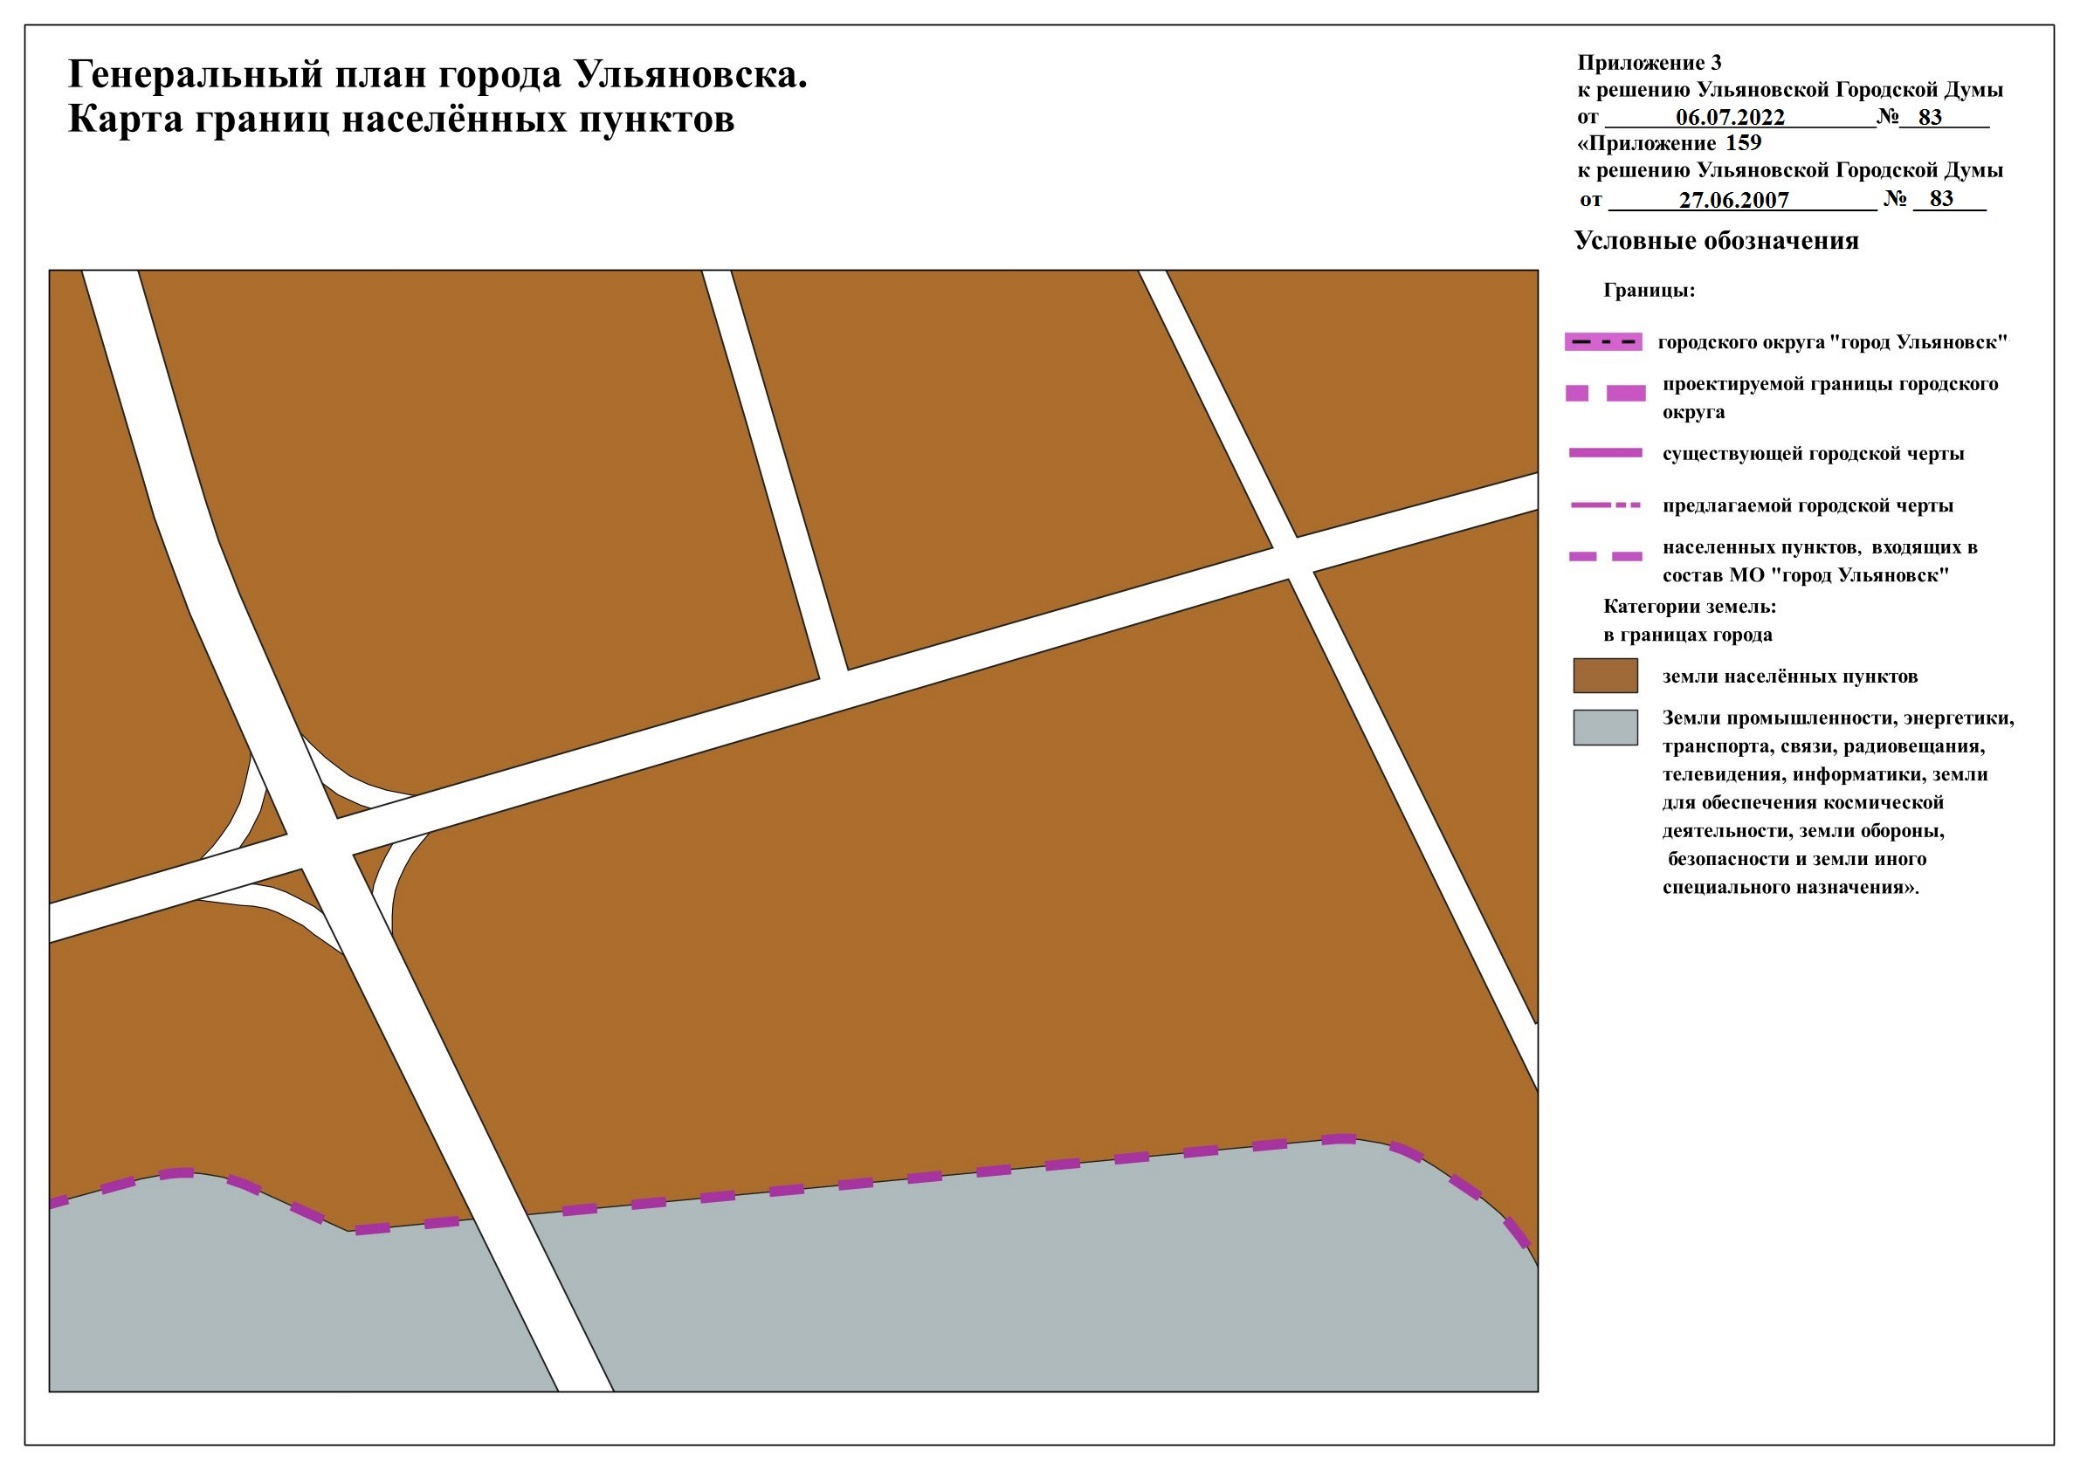 Генеральный план города Ульяновска.
Карта границ населённых пунктов
Приложение 3
к решению Ульяновской Городской Думы
от 06.07.2022 № 83
«Приложение 159
к решению Ульяновской Городской Думы
от 27.06.2007 № 83
Условные обозначения
Границы:
городского округа "город Ульяновск"
проектируемой границы городского
округа
существующей городской черты
предлагаемой городской черты
населенных пунктов, входящих в
состав МО "город Ульяновск"
Категории земель:
в границах города
земли населённых пунктов
Земли промышленности, энергетики,
транспорта, связи, радиовещания,
телевидения, информатики, земли
для обеспечения космической
деятельности, земли обороны,
безопасности и земли иного
специального назначения».